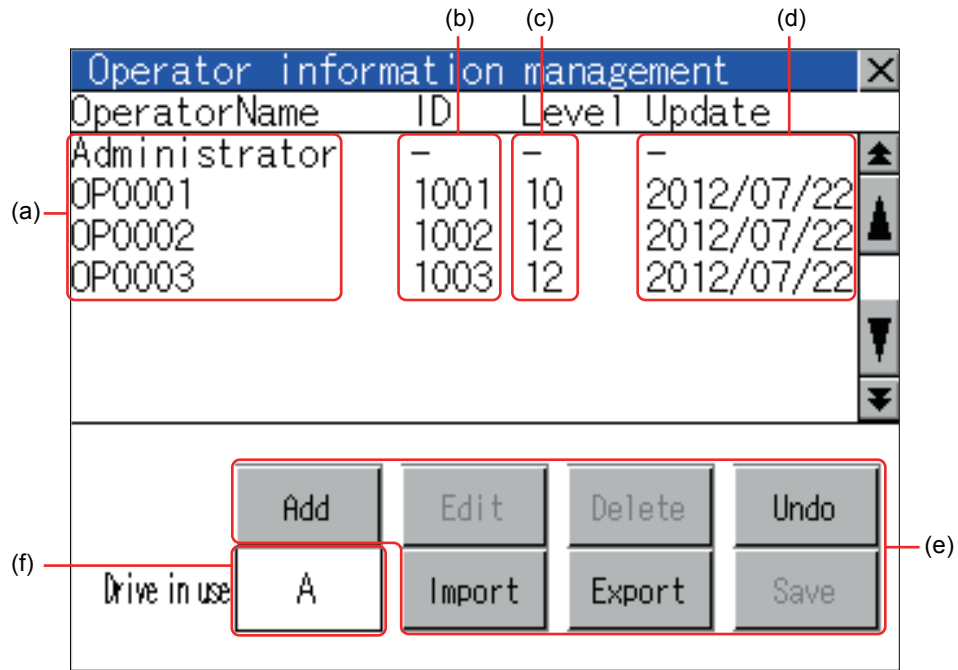 (b) (c) (d)
Operator information management X
OperatorName ID Level Update
Administrator - - -
OP0001 1001 10 2012/07/22
(a)
OP0002 1002 12 2012/07/22
OP0003 1003 12 2012/07/22
Add Edit Delete Undo
(e)
(f)
Drive in use A Import Export Save